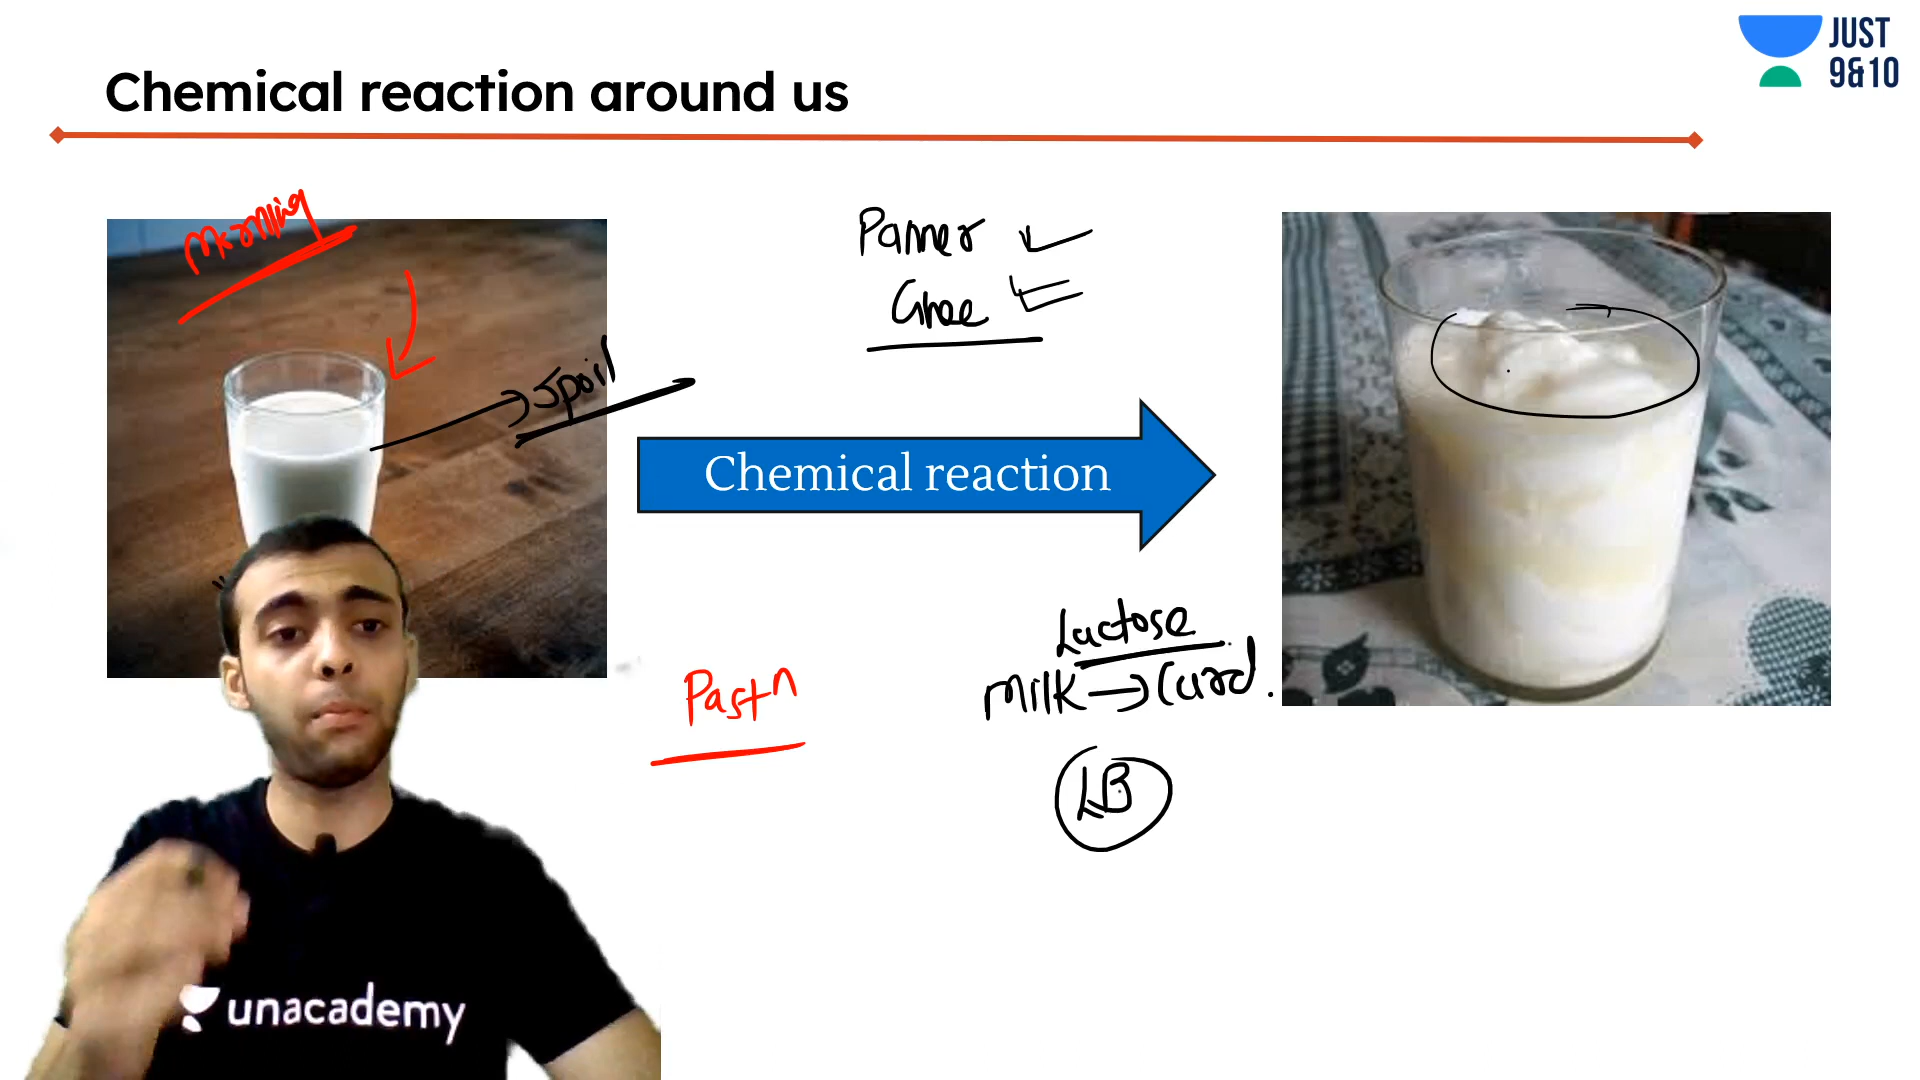 JUST
9&10
Chemical reaction around us
Morning
Paneer
Ghee
Spoil
Chemical reaction
Lactose
Milk → Curd.
Pastn
LB
unacademy